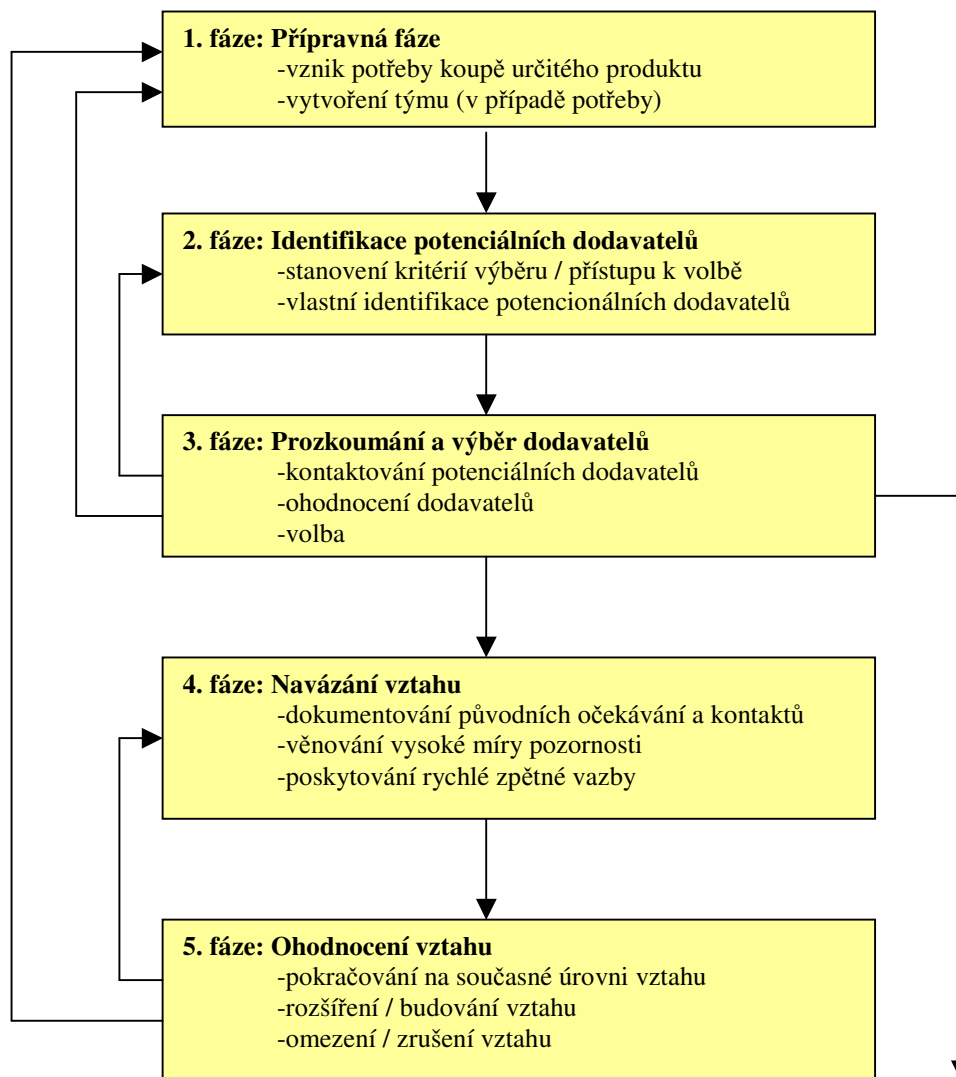 1. fáze: Přípravná fáze
-vznik potřeby koupě určitého produktu
-vytvoření týmu (v případě potřeby)
2. fáze: Identifikace potenciálních dodavatelů
-stanovení kritérií výběru / přístupu k volbě
-vlastní identifikace potencionálních dodavatelů
3. fáze: Prozkoumání a výběr dodavatelů
-kontaktování potenciálních dodavatelů
-ohodnocení dodavatelů
-volba
4. fáze: Navázání vztahu
-dokumentování původních očekávání a kontaktů
-věnování vysoké míry pozornosti
-poskytování rychlé zpětné vazby
5. fáze: Ohodnocení vztahu
-pokračování na současné úrovni vztahu
-rozšíření / budování vztahu
-omezení / zrušení vztahu